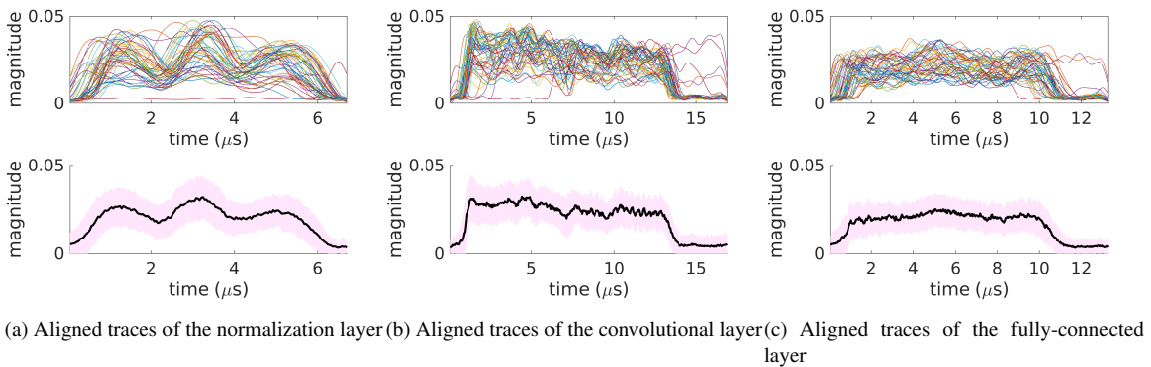 0.05
magnitude
0
2
4
6
time (μs)
0.05
magnitude
0
5
10
15
time (μs)
0.05
magnitude
0
2
4
6
8
10
12
time (μs)
0.05
magnitude
0
2
4
6
time (μs)
0.05
magnitude
0
5
10
15
time (μs)
0.05
magnitude
0
2
4
6
8
10
12
time (μs)
(a) Aligned traces of the normalization layer
(b) Aligned traces of the convolutional layer
(c) Aligned traces of the fully-connected
layer